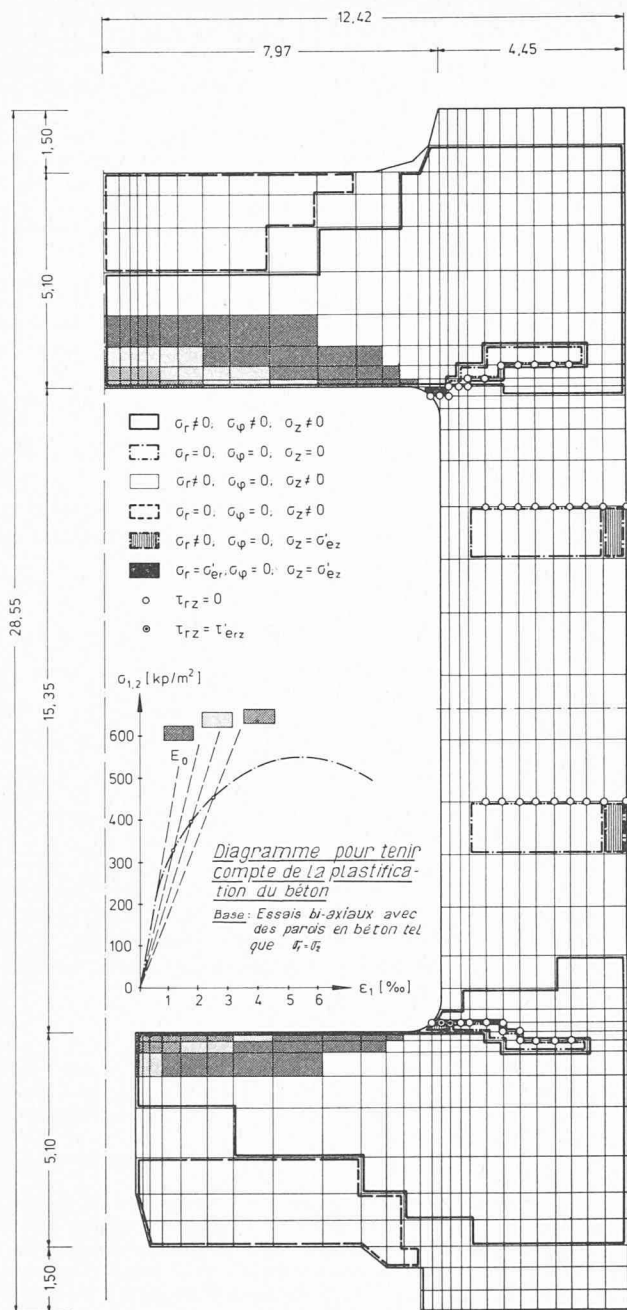 12,42
7,97
4,45
1,50
5,10
28,55
15,35
5,10
1,50
σr≠0, σφ≠0, σz≠0
σr=0, σφ=0, σz=0
σr≠0, σφ=0, σz≠0
σr=0, σφ=0, σz≠0
σr≠0, σφ=0, σz=σ'ez
σr=σ'er, σφ=0, σz=σ'ez
τrz=0
τrz=τ'erz
σ1,2 [kp/m²]
E0
600
500
400
300
200
100
0
1 2 3 4 5 6
ε1 [‰]
Diagramme pour tenir
compte de la plastifica-
tion du béton
Base: Essais bi-axiaux avec
des parois en béton tel
que σ1=σ2